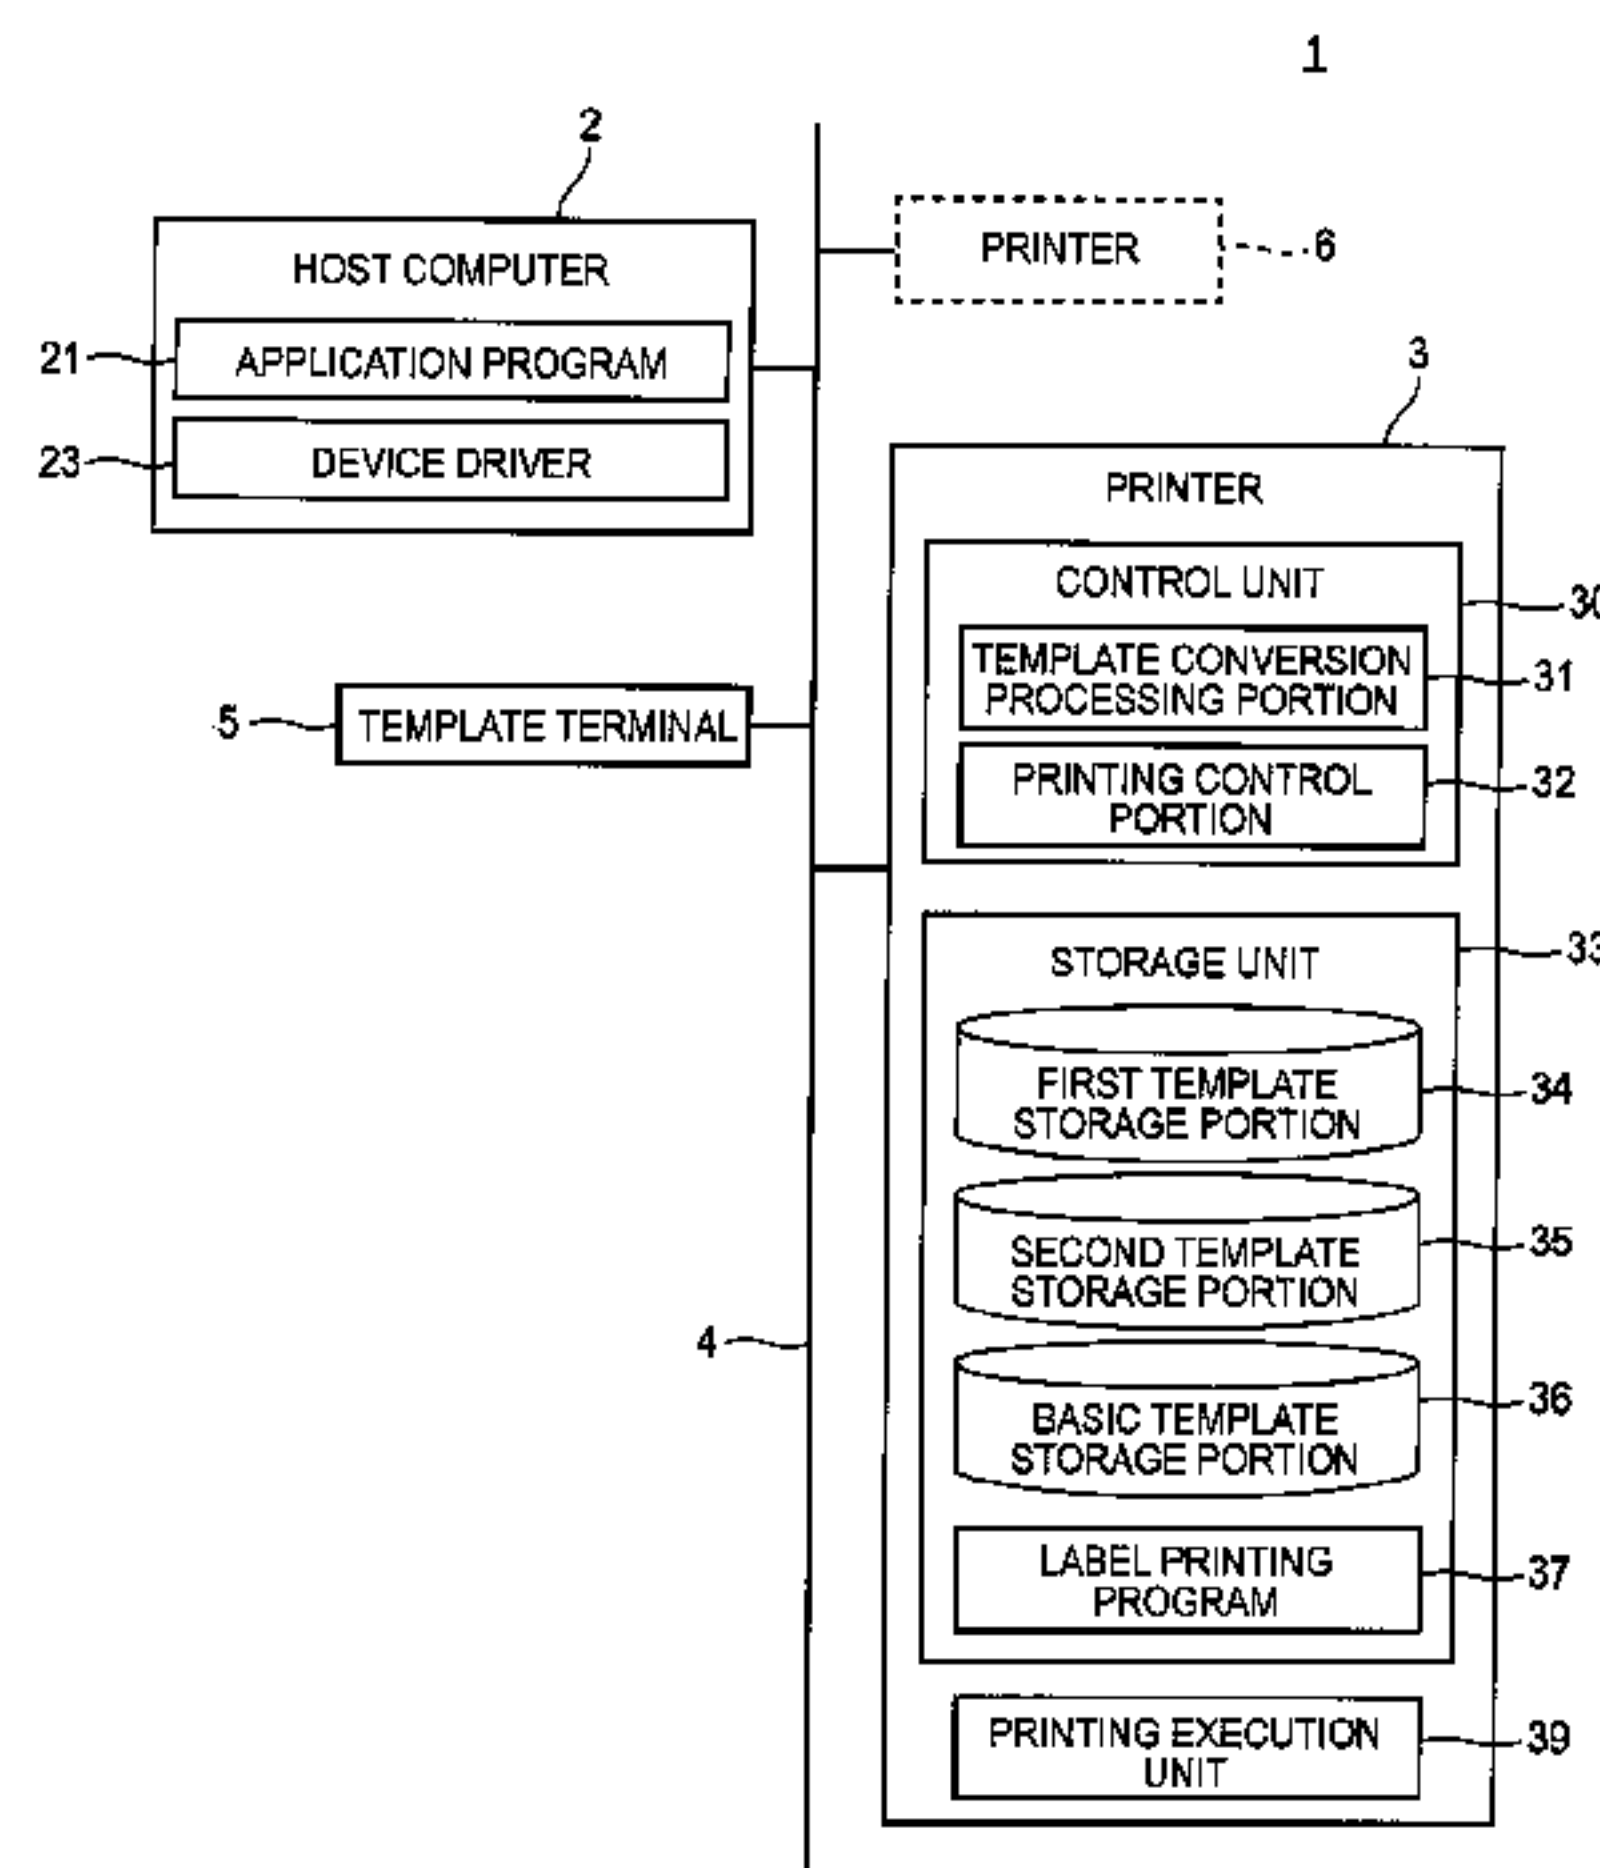 1
2
HOST COMPUTER
21
APPLICATION PROGRAM
23
DEVICE DRIVER
PRINTER
6
3
PRINTER
CONTROL UNIT
30
TEMPLATE CONVERSION
PROCESSING PORTION
31
PRINTING CONTROL
PORTION
32
5
TEMPLATE TERMINAL
STORAGE UNIT
33
FIRST TEMPLATE
STORAGE PORTION
34
SECOND TEMPLATE
STORAGE PORTION
35
4
BASIC TEMPLATE
STORAGE PORTION
36
LABEL PRINTING
PROGRAM
37
PRINTING EXECUTION
UNIT
39